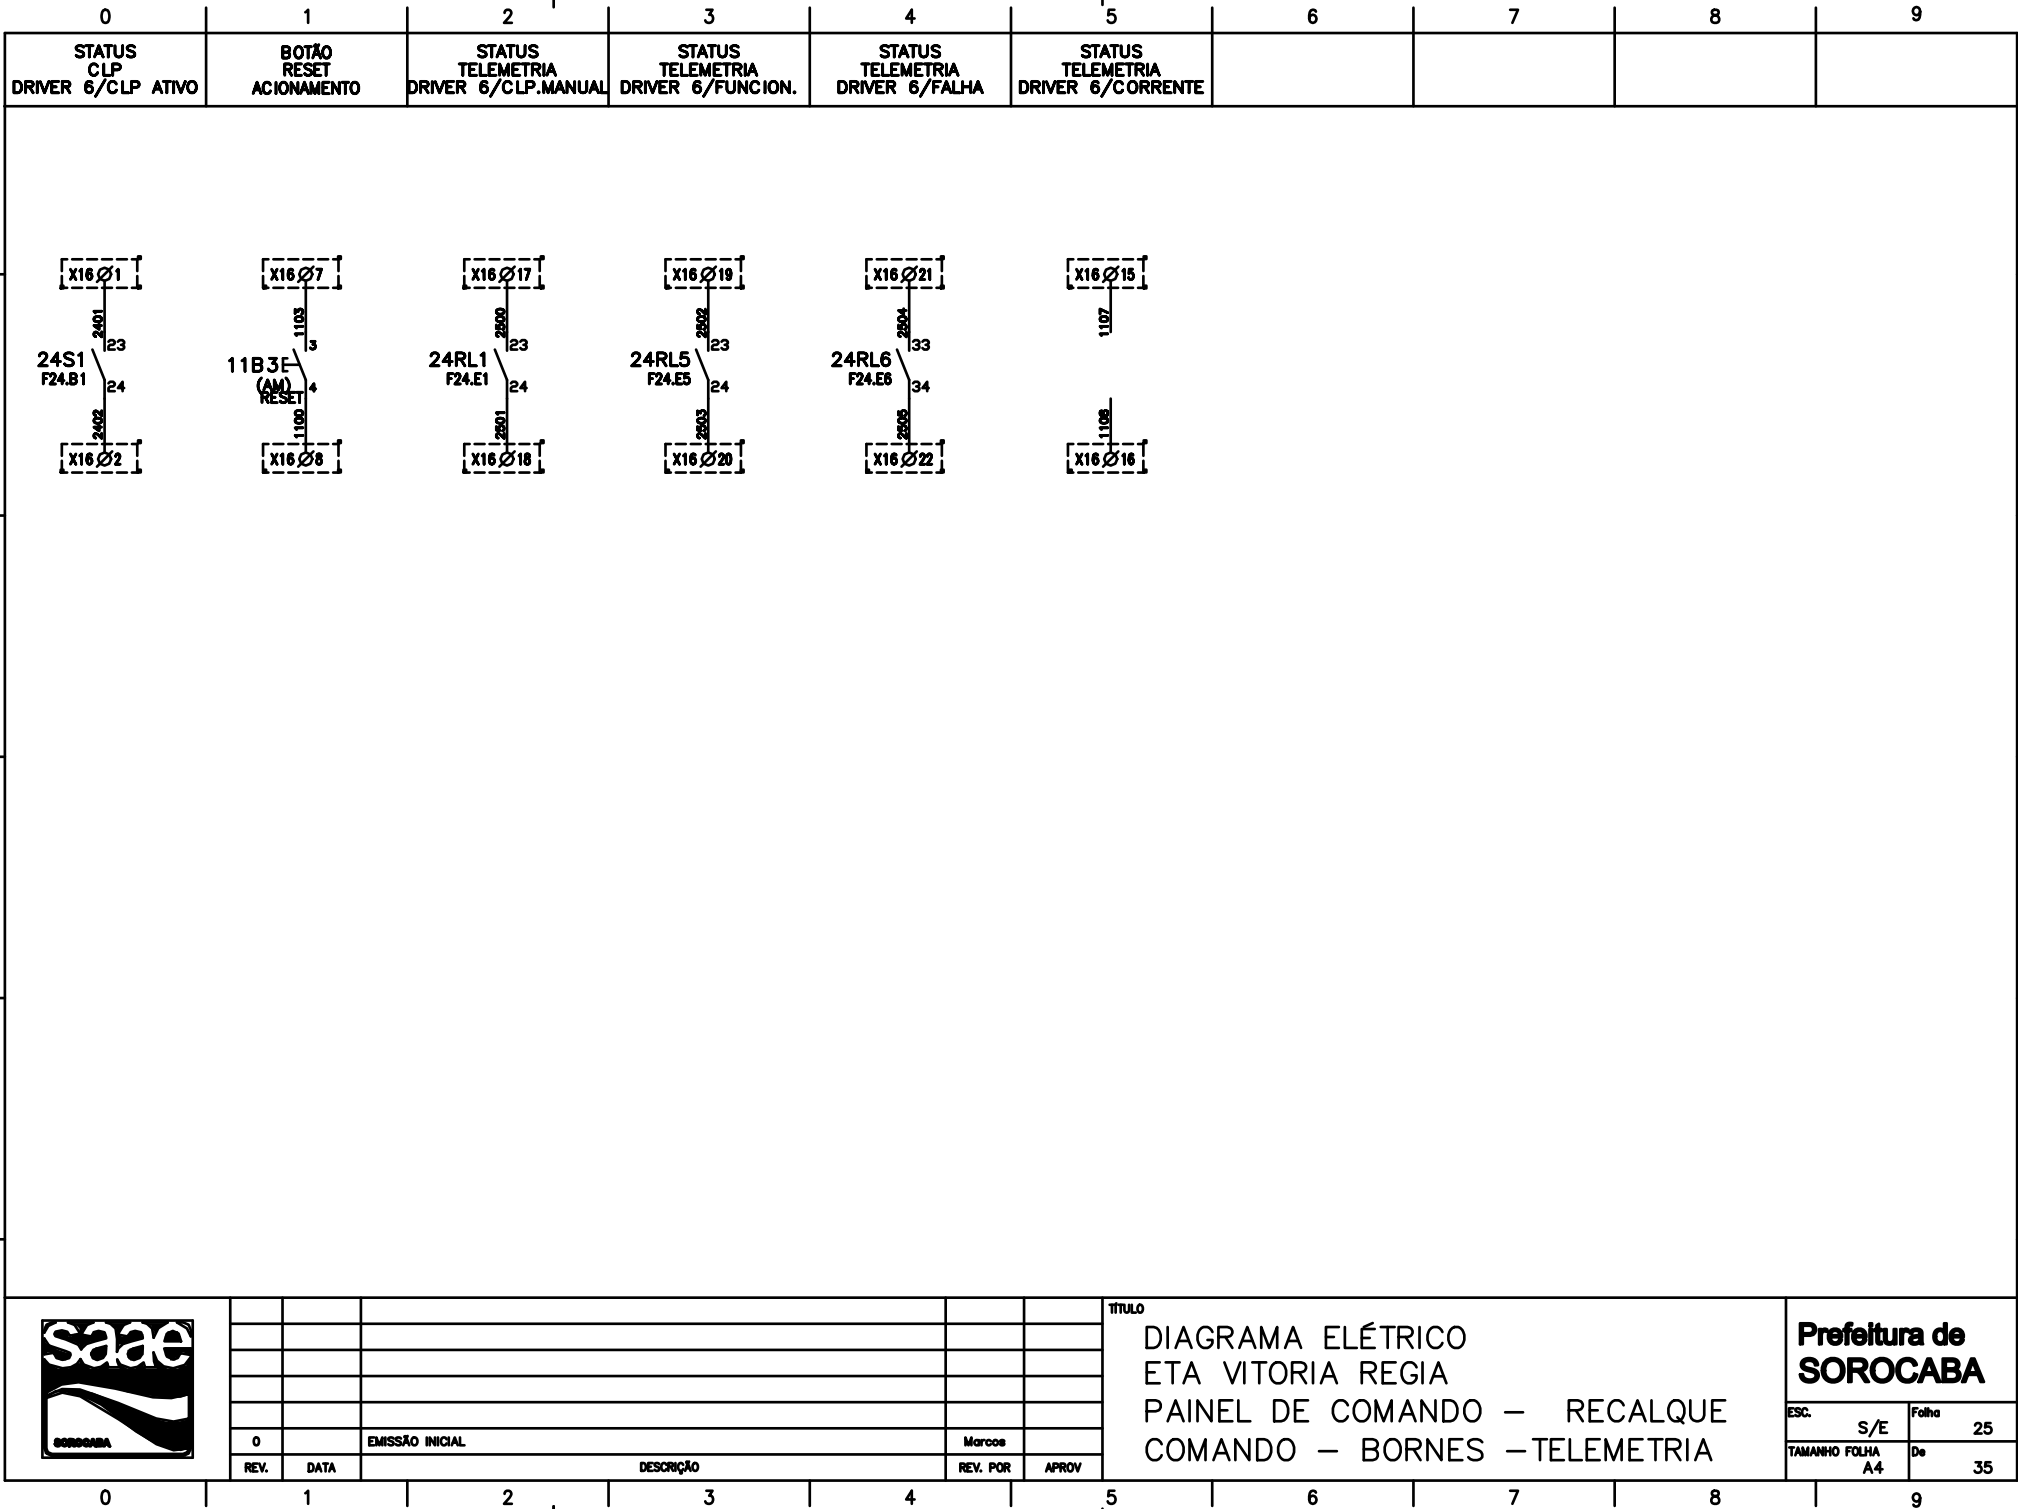 0 1 2 3 4 5 6 7 8 9
STATUS
CLP
DRIVER 6/CLP ATIVO
BOTÃO
RESET
ACIONAMENTO
STATUS
TELEMETRIA
DRIVER 6/CLP.MANUAL
STATUS
TELEMETRIA
DRIVER 6/FUNCION.
STATUS
TELEMETRIA
DRIVER 6/FALHA
STATUS
TELEMETRIA
DRIVER 6/CORRENTE
X16 1
2401
23
24S1
F24.B1
24
2402
X16 2
X16 7
1103
3
11B3
(AM)
4
RESET
1100
X16 8
X16 17
2500
23
24RL1
F24.E1
24
2501
X16 18
X16 19
2502
23
24RL5
F24.E5
24
2503
X16 20
X16 21
2504
33
24RL6
F24.E6
34
2505
X16 22
X16 15
1107
1108
X16 16
saae
SOROCABA
0 EMISSÃO INICIAL Marcos
REV. DATA DESCRIÇÃO REV. POR APROV
TÍTULO
DIAGRAMA ELÉTRICO
ETA VITORIA REGIA
PAINEL DE COMANDO – RECALQUE
COMANDO – BORNES –TELEMETRIA
Prefeitura de
SOROCABA
ESC.
S/E
Folha
25
TAMANHO FOLHA
A4
De
35
0 1 2 3 4 5 6 7 8 9